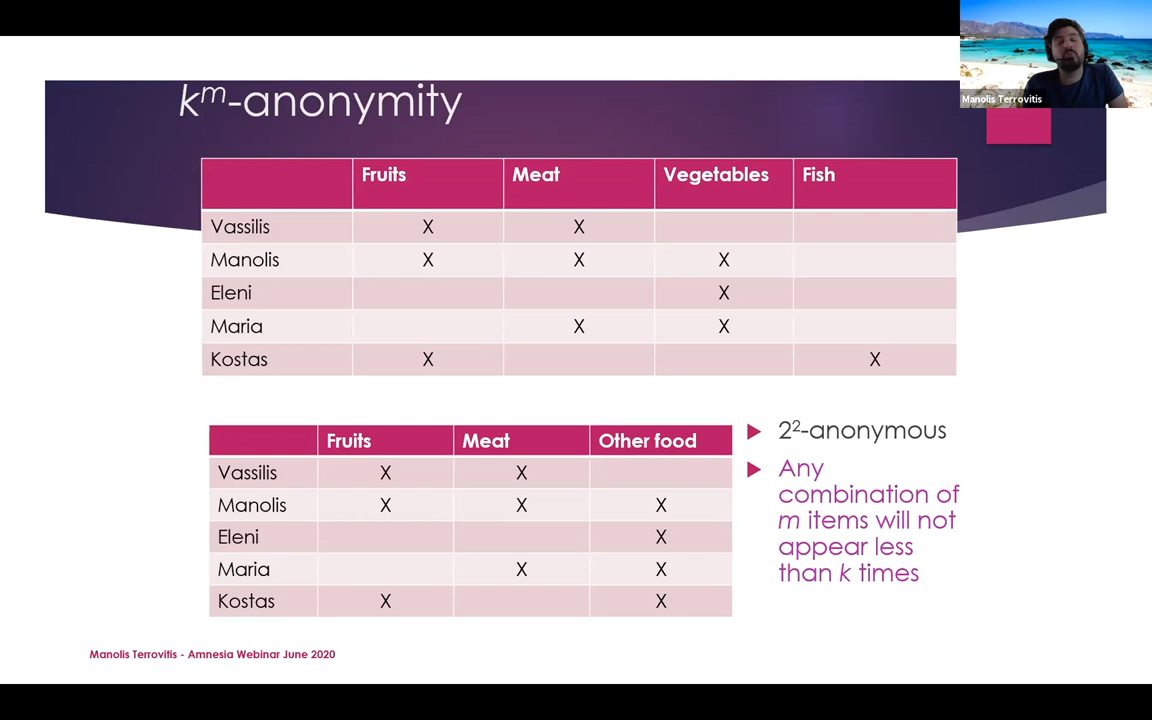 k^m-anonymity
Manolis Terrovitis
Fruits Meat Vegetables Fish
Vassilis X X
Manolis X X X
Eleni X
Maria X X
Kostas X X
Fruits Meat Other food
Vassilis X X
Manolis X X X
Eleni X
Maria X X
Kostas X X
2²-anonymous
Any
combination of
m items will not
appear less
than k times
Manolis Terrovitis - Amnesia Webinar June 2020